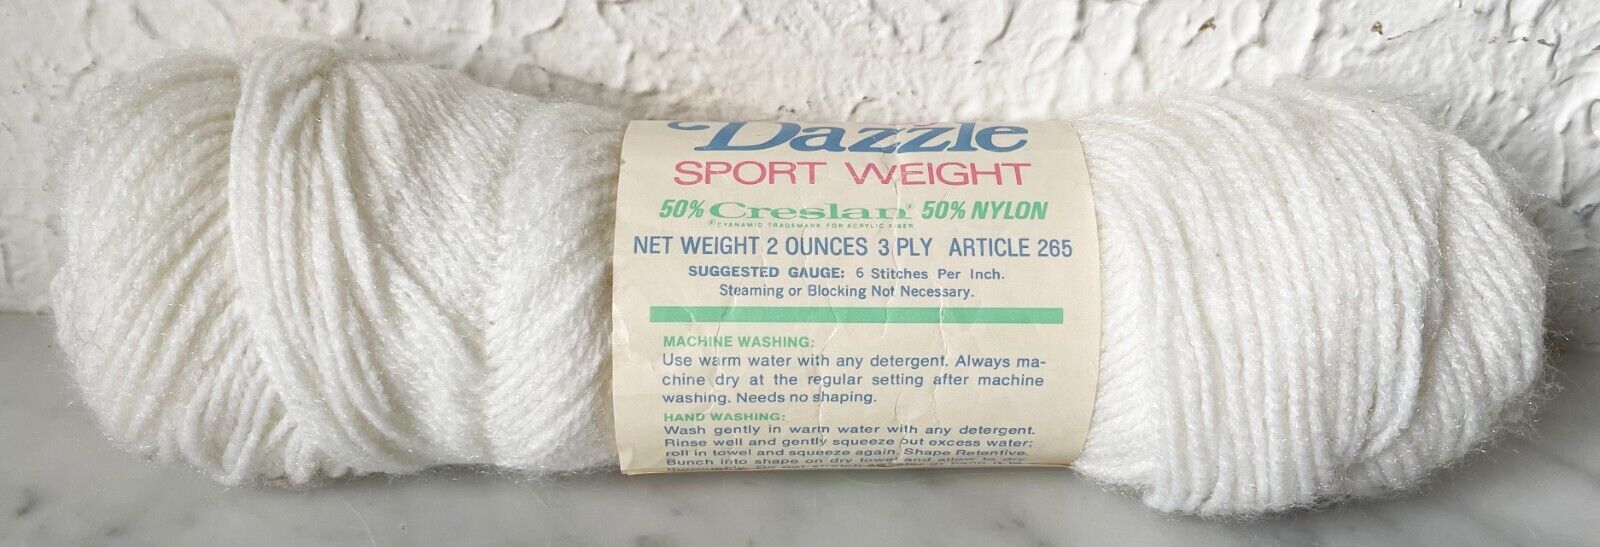 Dazzle
SPORT WEIGHT
50% Creslan® 50% NYLON
®CYANAMID TRADEMARK FOR ACRYLIC FIBER
NET WEIGHT 2 OUNCES 3 PLY ARTICLE 265
SUGGESTED GAUGE: 6 Stitches Per Inch.
Steaming or Blocking Not Necessary.
MACHINE WASHING:
Use warm water with any detergent. Always ma-
chine dry at the regular setting after machine
washing. Needs no shaping.
HAND WASHING:
Wash gently in warm water with any detergent.
Rinse well and gently squeeze out excess water;
roll in towel and squeeze again. Shape Retentive.
Bunch into shape on dry towel and allow to dry